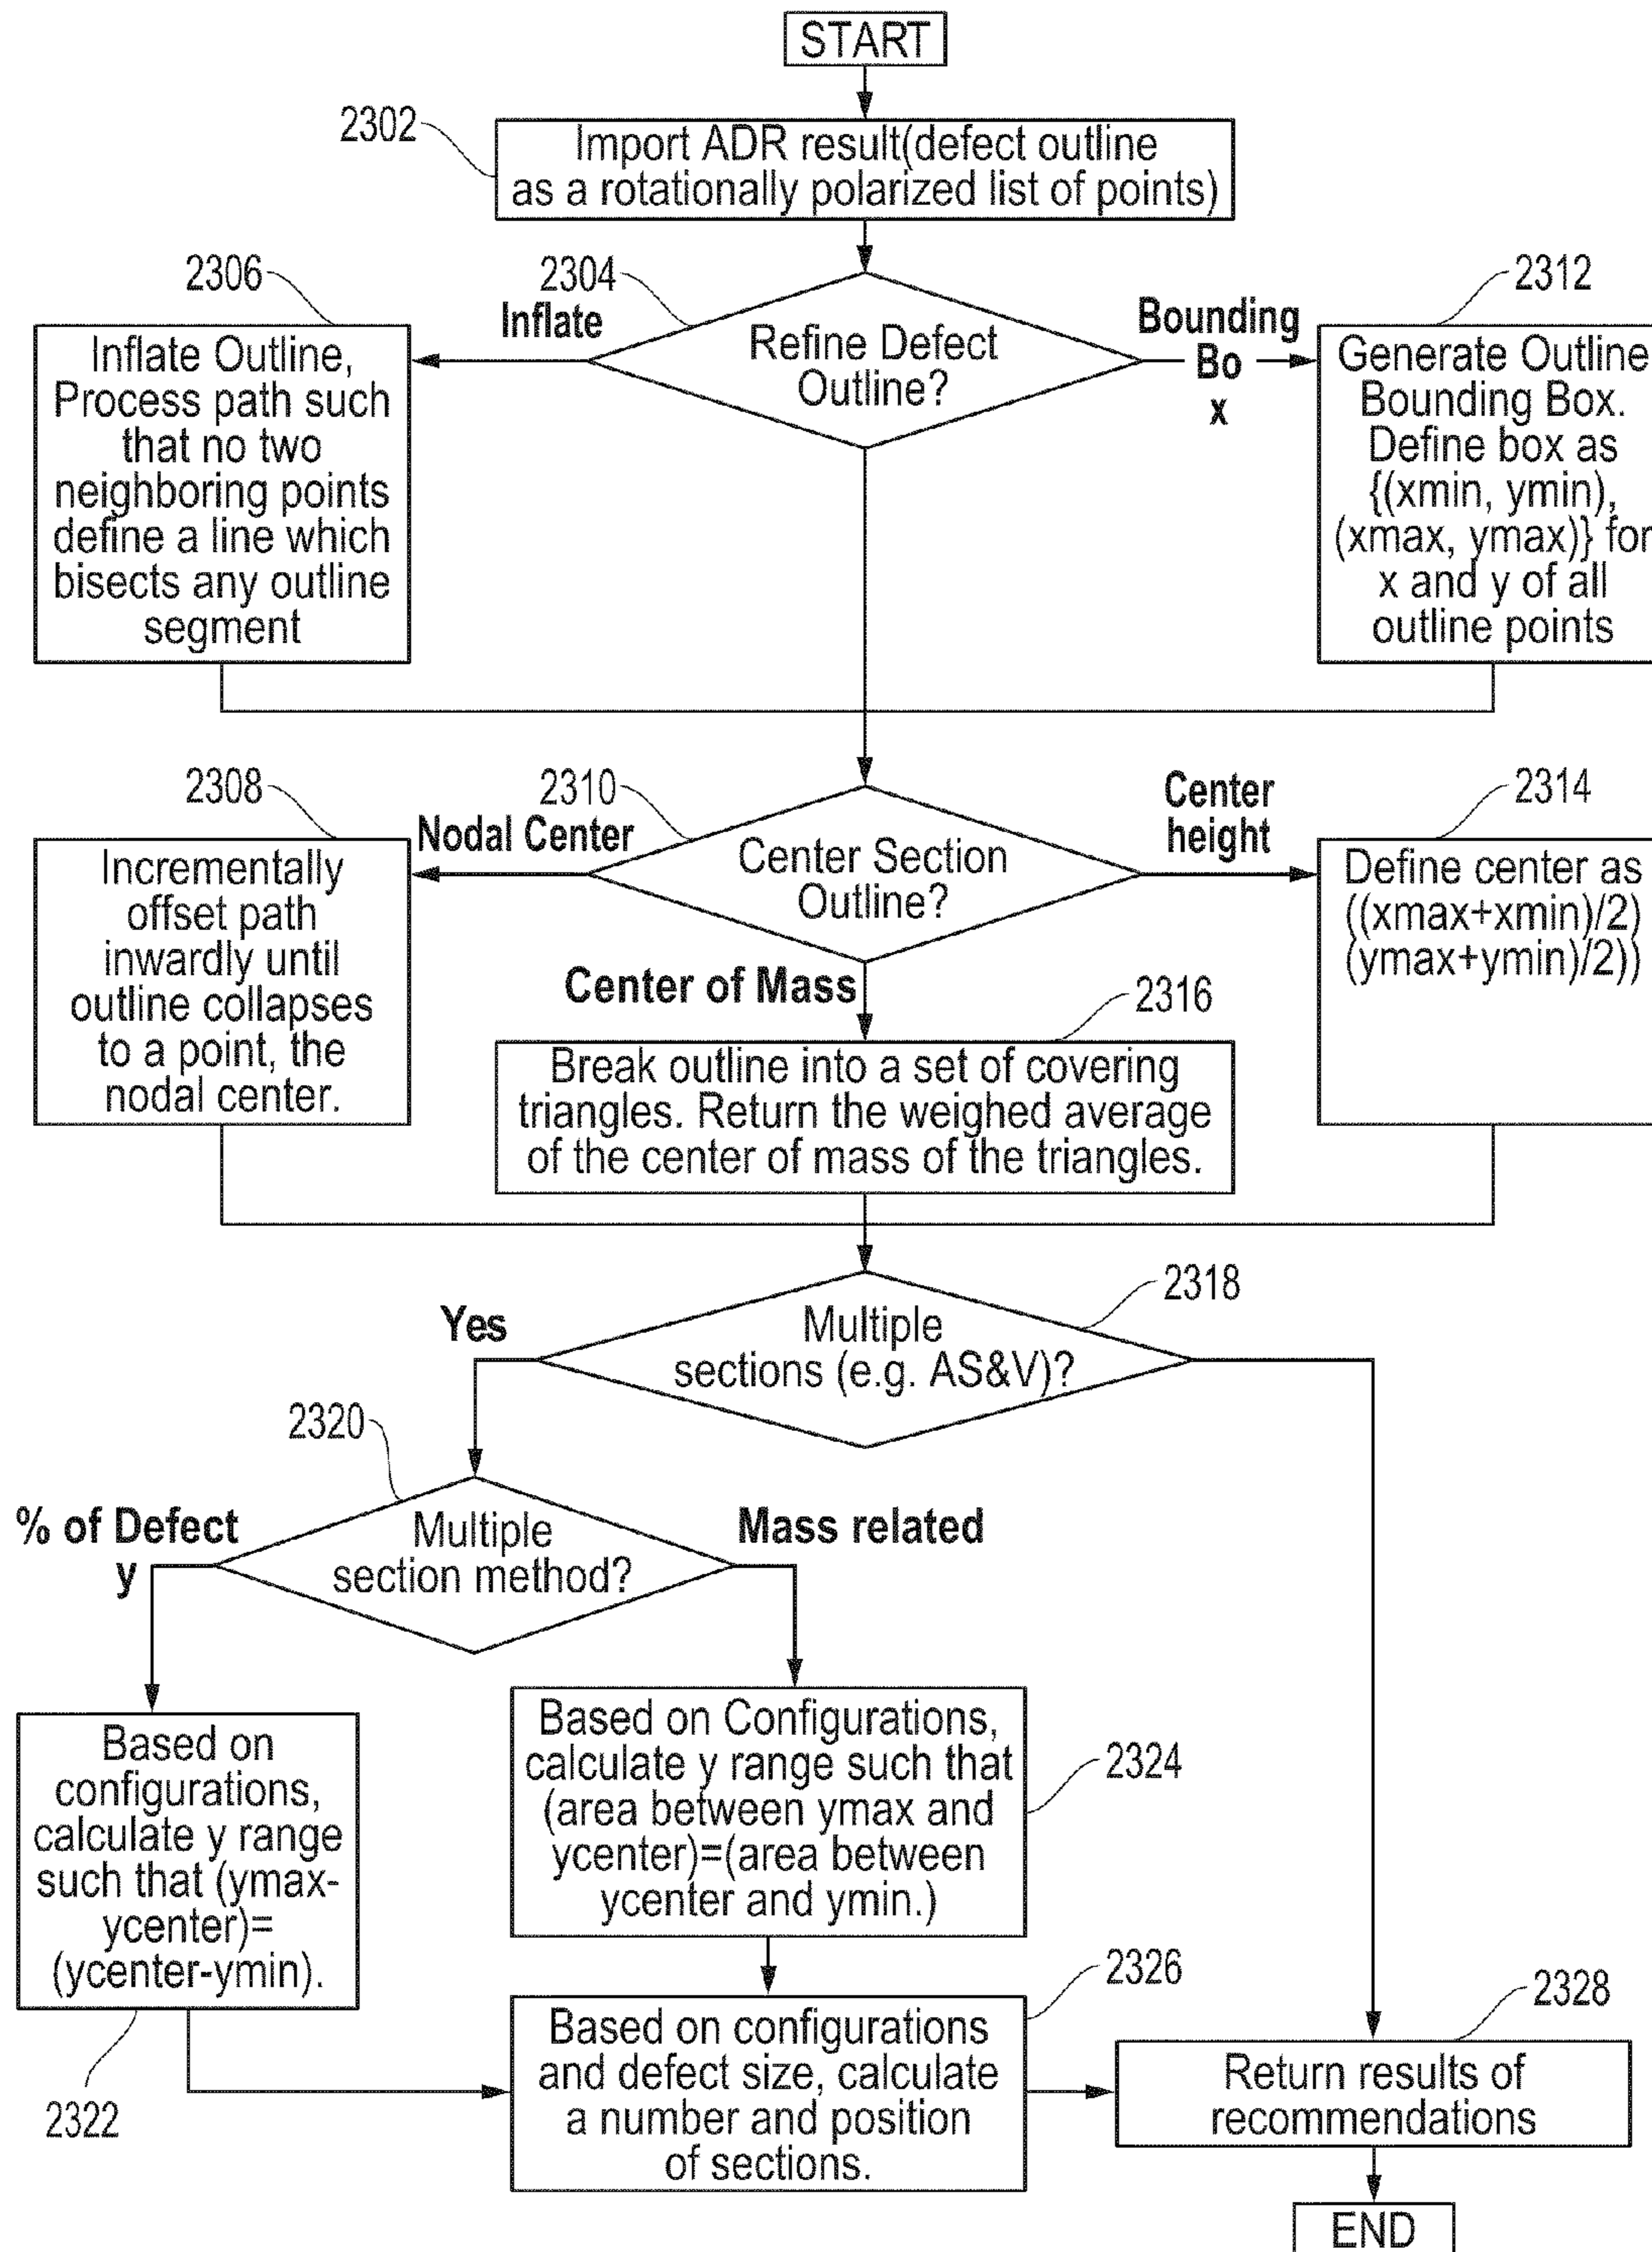 START
2302
Import ADR result(defect outline
as a rotationally polarized list of points)
2306
2304
2312
Inflate
Refine Defect
Outline?
Bounding
Bo
x
Inflate Outline,
Process path such
that no two
neighboring points
define a line which
bisects any outline
segment
Generate Outline
Bounding Box.
Define box as
{(xmin, ymin),
(xmax, ymax)} for
x and y of all
outline points
2308
2310
2314
Nodal Center
Center Section
Outline?
Center
height
Incrementally
offset path
inwardly until
outline collapses
to a point, the
nodal center.
Define center as
((xmax+xmin)/2)
(ymax+ymin)/2))
Center of Mass
2316
Break outline into a set of covering
triangles. Return the weighed average
of the center of mass of the triangles.
2318
Yes
Multiple
sections (e.g. AS&V)?
2320
% of Defect
y
Multiple
section method?
Mass related
Based on
configurations,
calculate y range
such that (ymax-
ycenter)=
(ycenter-ymin).
2322
Based on Configurations,
calculate y range such that
(area between ymax and
ycenter)=(area between
ycenter and ymin.)
2324
2326
Based on configurations
and defect size, calculate
a number and position
of sections.
2328
Return results of
recommendations
END